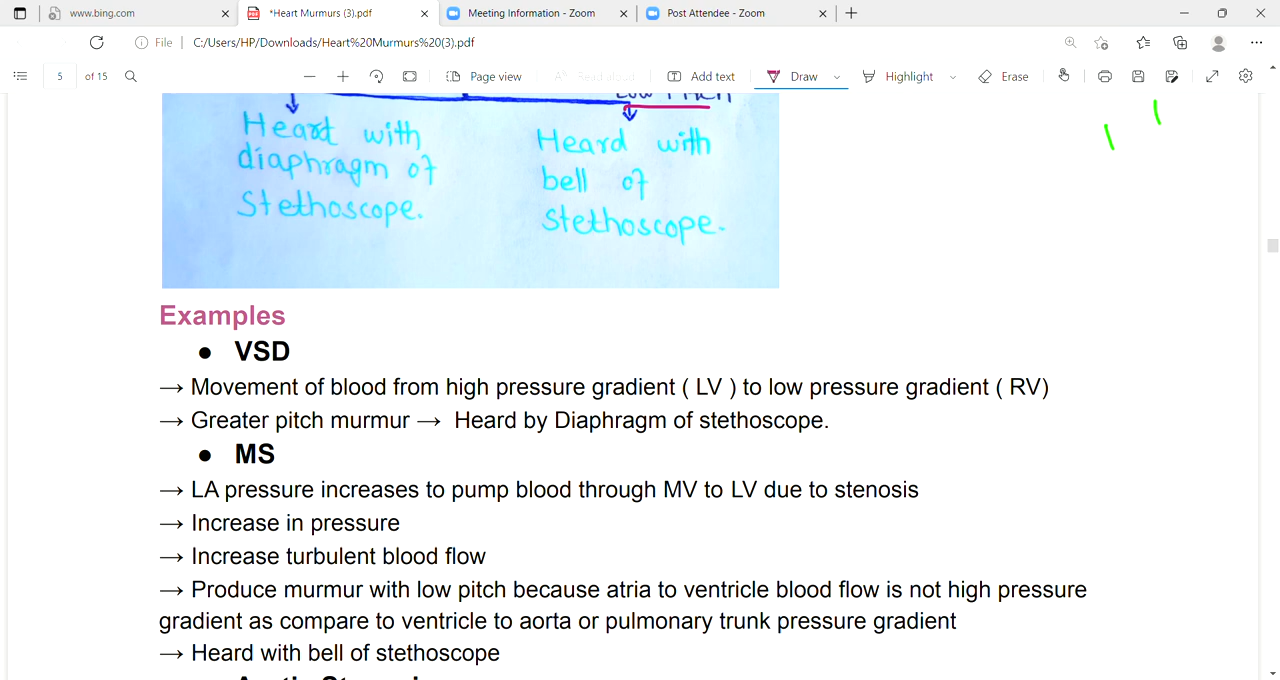 www.bing.com
*Heart Murmurs (3).pdf
Meeting Information - Zoom
Post Attendee - Zoom
File
C:/Users/HP/Downloads/Heart%20Murmurs%20(3).pdf
5 of 15
Page view
Read aloud
Add text
Draw
Highlight
Erase
Low Pitch
Heart with
diaphragm of
Stethoscope.
Heard with
bell of
stethoscope.
Examples
● VSD
→ Movement of blood from high pressure gradient ( LV ) to low pressure gradient ( RV)
→ Greater pitch murmur → Heard by Diaphragm of stethoscope.
● MS
→ LA pressure increases to pump blood through MV to LV due to stenosis
→ Increase in pressure
→ Increase turbulent blood flow
→ Produce murmur with low pitch because atria to ventricle blood flow is not high pressure
gradient as compare to ventricle to aorta or pulmonary trunk pressure gradient
→ Heard with bell of stethoscope